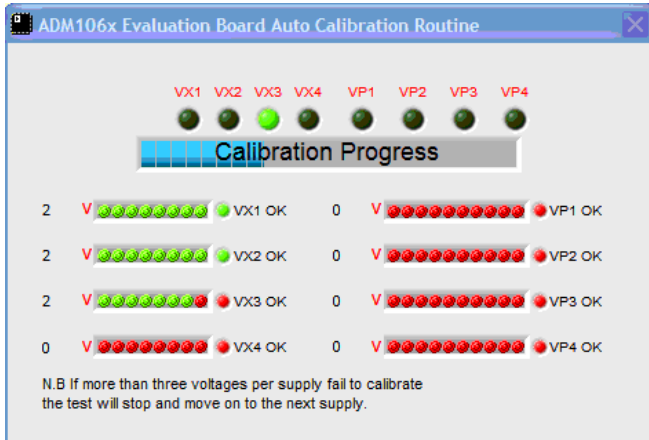 ADM106x Evaluation Board Auto Calibration Routine
VX1 VX2 VX3 VX4 VP1 VP2 VP3 VP4
Calibration Progress
2 V VX1 OK 0 V VP1 OK
2 V VX2 OK 0 V VP2 OK
2 V VX3 OK 0 V VP3 OK
0 V VX4 OK 0 V VP4 OK
N.B If more than three voltages per supply fail to calibrate
the test will stop and move on to the next supply.